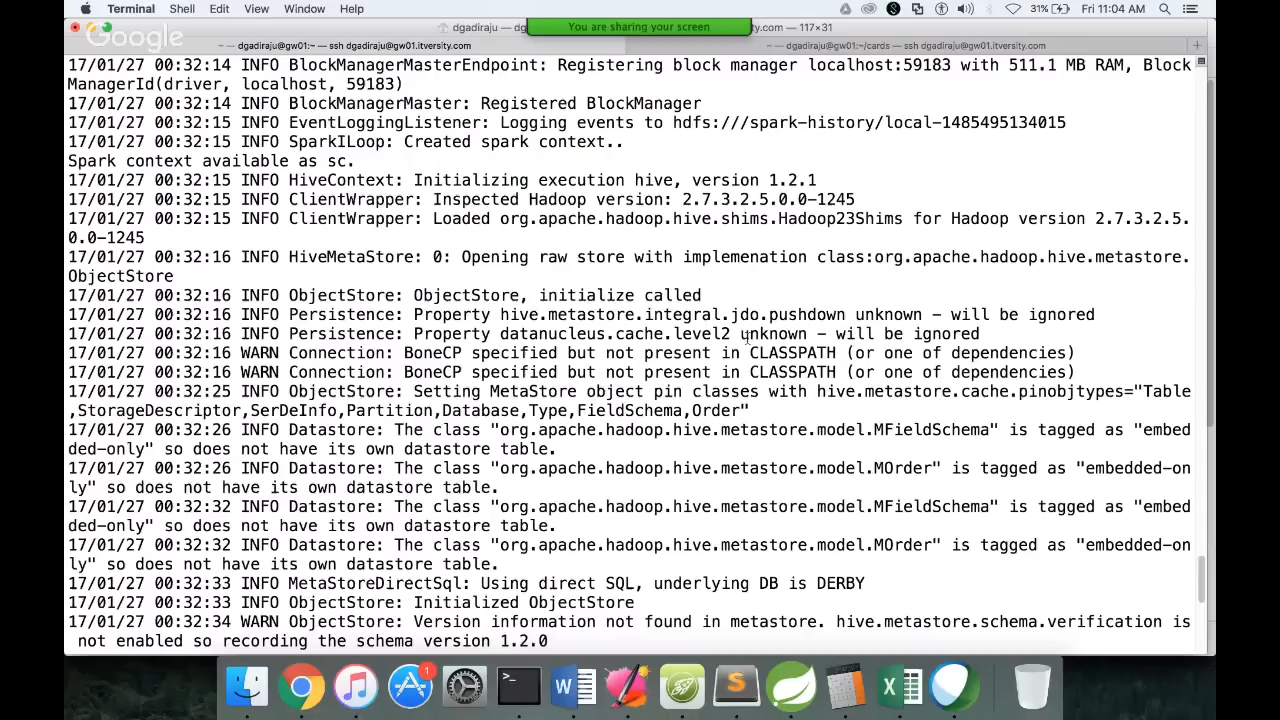 Terminal Shell Edit View Window Help 31% Fri 11:04 AM
Google
You are sharing your screen
dgadiraju — dg
y.com — 117×31
— dgadiraju@gw01:~ — ssh dgadiraju@gw01.itversity.com
— dgadiraju@gw01:~/cards — ssh dgadiraju@gw01.itversity.com
17/01/27 00:32:14 INFO BlockManagerMasterEndpoint: Registering block manager localhost:59183 with 511.1 MB RAM, Block
ManagerId(driver, localhost, 59183)
17/01/27 00:32:14 INFO BlockManagerMaster: Registered BlockManager
17/01/27 00:32:15 INFO EventLoggingListener: Logging events to hdfs:///spark-history/local-1485495134015
17/01/27 00:32:15 INFO SparkILoop: Created spark context..
Spark context available as sc.
17/01/27 00:32:15 INFO HiveContext: Initializing execution hive, version 1.2.1
17/01/27 00:32:15 INFO ClientWrapper: Inspected Hadoop version: 2.7.3.2.5.0.0-1245
17/01/27 00:32:15 INFO ClientWrapper: Loaded org.apache.hadoop.hive.shims.Hadoop23Shims for Hadoop version 2.7.3.2.5.
0.0-1245
17/01/27 00:32:16 INFO HiveMetaStore: 0: Opening raw store with implemenation class:org.apache.hadoop.hive.metastore.
ObjectStore
17/01/27 00:32:16 INFO ObjectStore: ObjectStore, initialize called
17/01/27 00:32:16 INFO Persistence: Property hive.metastore.integral.jdo.pushdown unknown - will be ignored
17/01/27 00:32:16 INFO Persistence: Property datanucleus.cache.level2 unknown - will be ignored
17/01/27 00:32:16 WARN Connection: BoneCP specified but not present in CLASSPATH (or one of dependencies)
17/01/27 00:32:16 WARN Connection: BoneCP specified but not present in CLASSPATH (or one of dependencies)
17/01/27 00:32:25 INFO ObjectStore: Setting MetaStore object pin classes with hive.metastore.cache.pinobjtypes="Table
,StorageDescriptor,SerDeInfo,Partition,Database,Type,FieldSchema,Order"
17/01/27 00:32:26 INFO Datastore: The class "org.apache.hadoop.hive.metastore.model.MFieldSchema" is tagged as "embed
ded-only" so does not have its own datastore table.
17/01/27 00:32:26 INFO Datastore: The class "org.apache.hadoop.hive.metastore.model.MOrder" is tagged as "embedded-on
ly" so does not have its own datastore table.
17/01/27 00:32:32 INFO Datastore: The class "org.apache.hadoop.hive.metastore.model.MFieldSchema" is tagged as "embed
ded-only" so does not have its own datastore table.
17/01/27 00:32:32 INFO Datastore: The class "org.apache.hadoop.hive.metastore.model.MOrder" is tagged as "embedded-on
ly" so does not have its own datastore table.
17/01/27 00:32:33 INFO MetaStoreDirectSql: Using direct SQL, underlying DB is DERBY
17/01/27 00:32:33 INFO ObjectStore: Initialized ObjectStore
17/01/27 00:32:34 WARN ObjectStore: Version information not found in metastore. hive.metastore.schema.verification is
 not enabled so recording the schema version 1.2.0